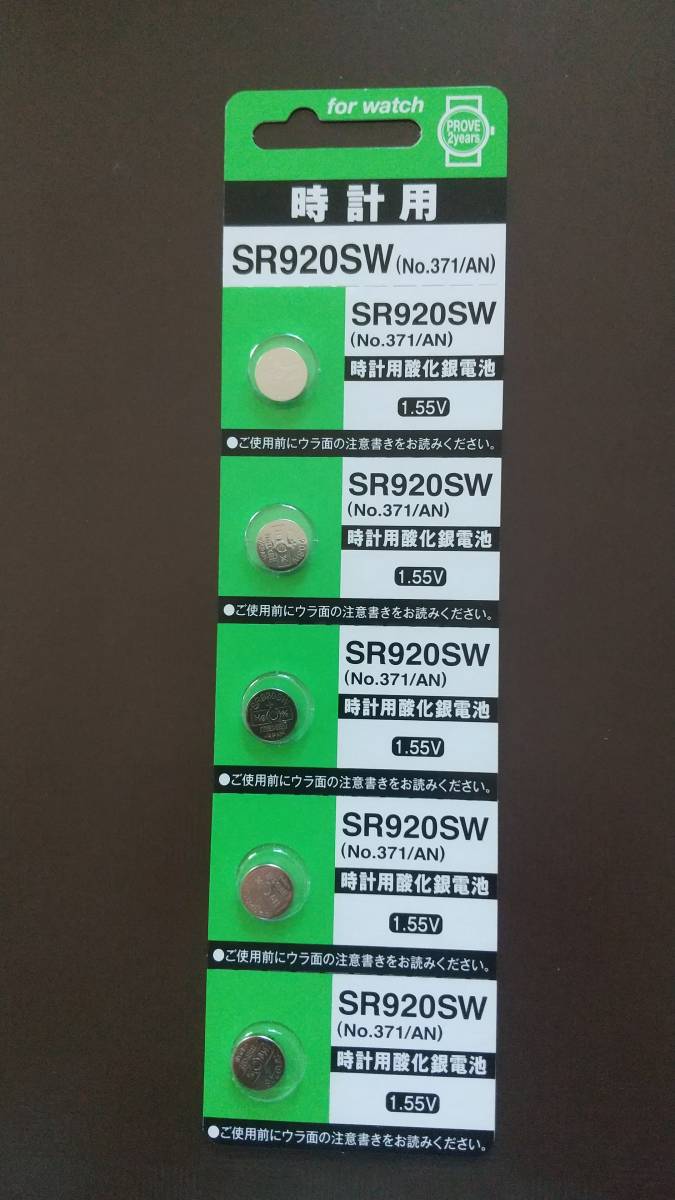 for watch
PROVE
2years
時計用
SR920SW(No.371/AN)
SR920SW
(No.371/AN)
時計用酸化銀電池
1.55V
●ご使用前にウラ面の注意書きをお読みください。
SR920SW
(No.371/AN)
時計用酸化銀電池
1.55V
●ご使用前にウラ面の注意書きをお読みください。
SR920SW
(No.371/AN)
時計用酸化銀電池
1.55V
●ご使用前にウラ面の注意書きをお読みください。
SR920SW
(No.371/AN)
時計用酸化銀電池
1.55V
●ご使用前にウラ面の注意書きをお読みください。
SR920SW
(No.371/AN)
時計用酸化銀電池
1.55V
●ご使用前にウラ面の注意書きをお読みください。